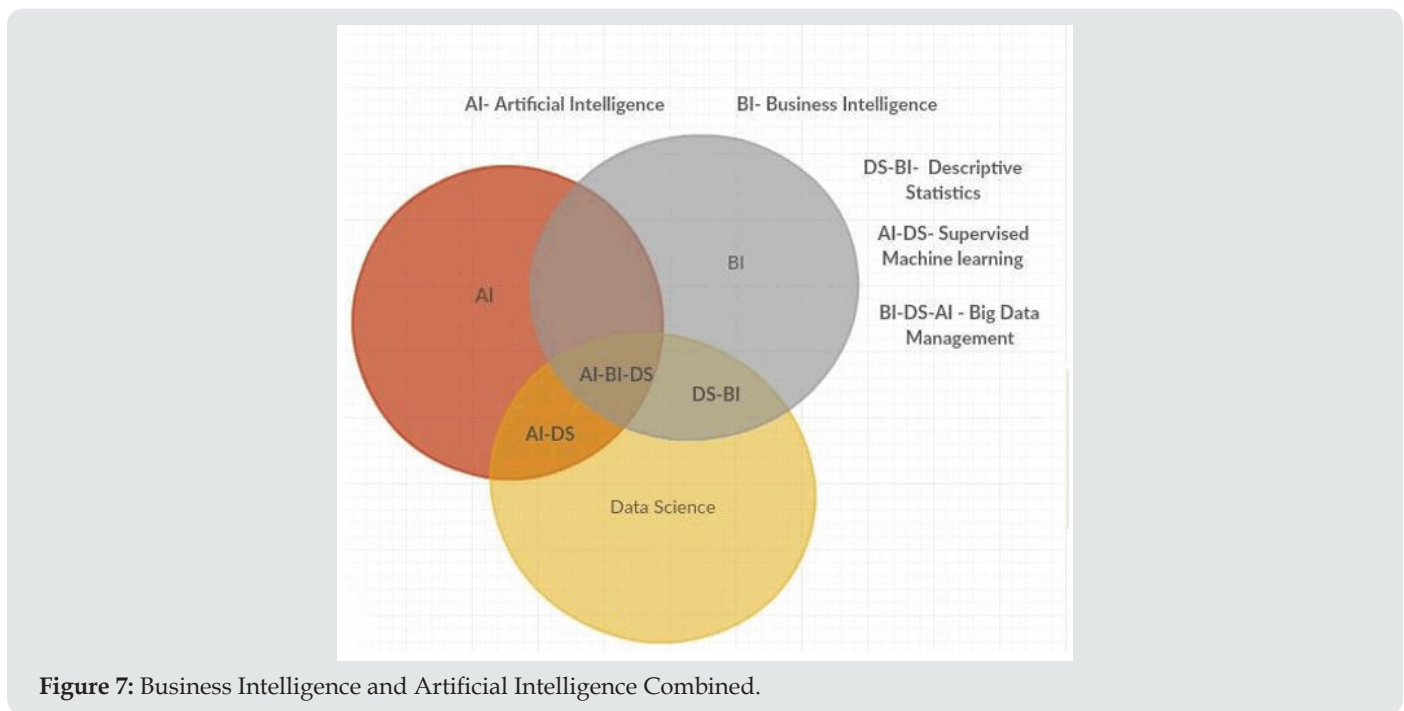 AI- Artificial Intelligence
BI- Business Intelligence
DS-BI- Descriptive
Statistics
AI-DS- Supervised
Machine learning
BI-DS-AI - Big Data
Management
AI
BI
AI-BI-DS
DS-BI
AI-DS
Data Science
Figure 7: Business Intelligence and Artificial Intelligence Combined.